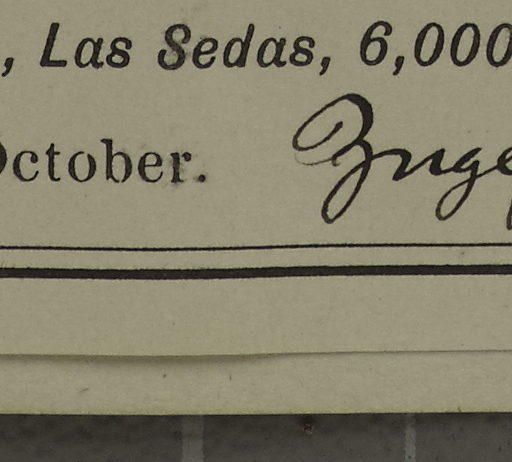 , Las Sedas, 6,000
October.